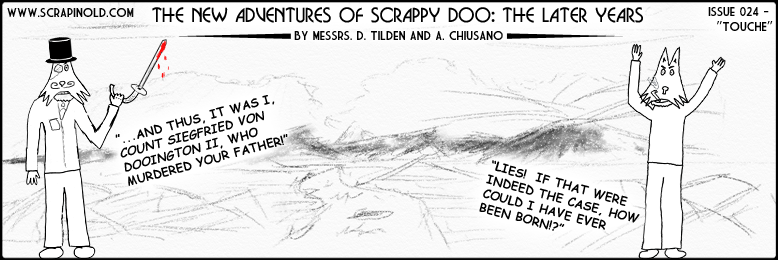 WWW.SCRAPINOLD.COM
THE NEW ADVENTURES OF SCRAPPY DOO: THE LATER YEARS
BY MESSRS. D. TILDEN AND A. CHIUSANO
ISSUE 024 -
"TOUCHE"
"...AND THUS, IT WAS I,
COUNT SIEGFRIED VON
DOOINGTON II, WHO
MURDERED YOUR FATHER!"
"LIES! IF THAT WERE
INDEED THE CASE, HOW
COULD I HAVE EVER
BEEN BORN!?"